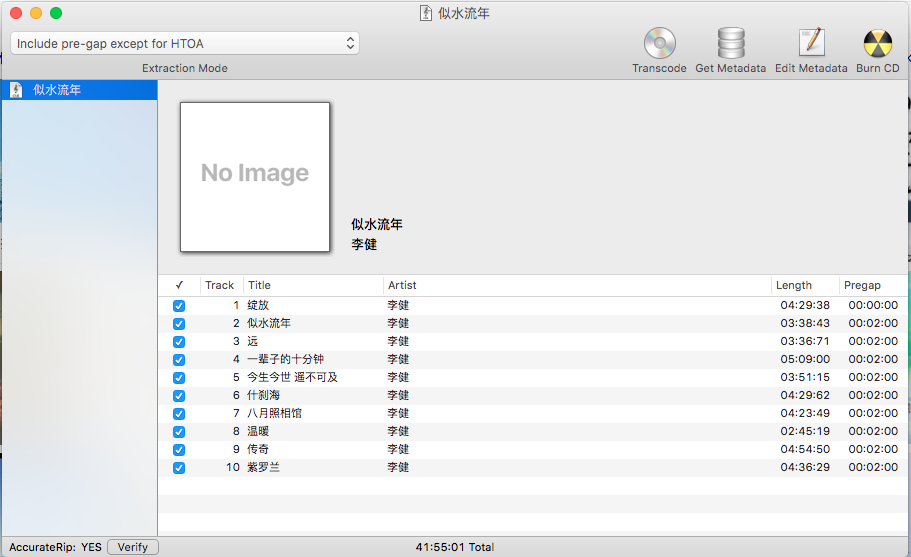 似水流年
Include pre-gap except for HTOA
Extraction Mode
Transcode Get Metadata Edit Metadata Burn CD
似水流年
No Image
似水流年
李健
✓ Track Title Artist Length Pregap
1 绽放 李健 04:29:38 00:00:00
2 似水流年 李健 03:38:43 00:02:00
3 远 李健 03:36:71 00:02:00
4 一辈子的十分钟 李健 05:09:00 00:02:00
5 今生今世 遥不可及 李健 03:51:15 00:02:00
6 什刹海 李健 04:29:62 00:02:00
7 八月照相馆 李健 04:23:49 00:02:00
8 温暖 李健 02:45:19 00:02:00
9 传奇 李健 04:54:50 00:02:00
10 紫罗兰 李健 04:36:29 00:02:00
AccurateRip: YES Verify 41:55:01 Total